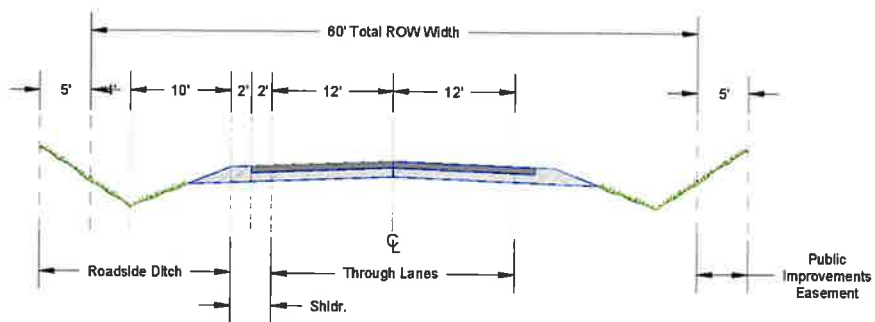 60' Total ROW Width
5' 4' 10' 2' 2' 12' 12' 5'
℄
Roadside Ditch Through Lanes
Shldr.
Public
Improvements
Easement